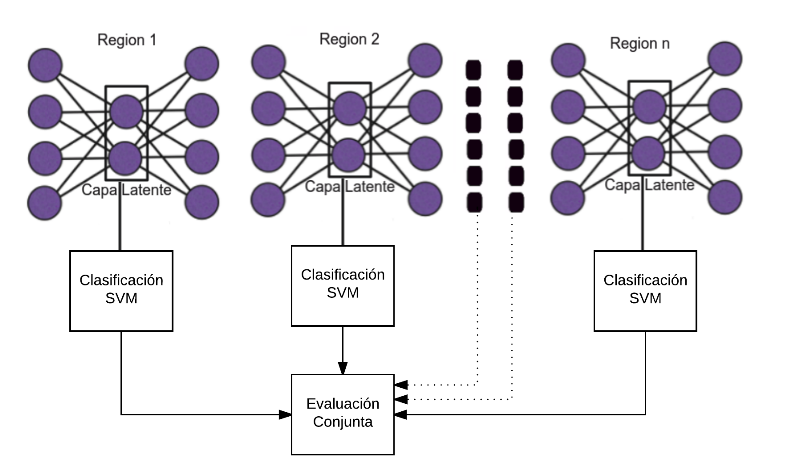 Region 1
Region 2
Region n
Capa Latente
Capa Latente
Capa Latente
Clasificación
SVM
Clasificación
SVM
Clasificación
SVM
Evaluación
Conjunta